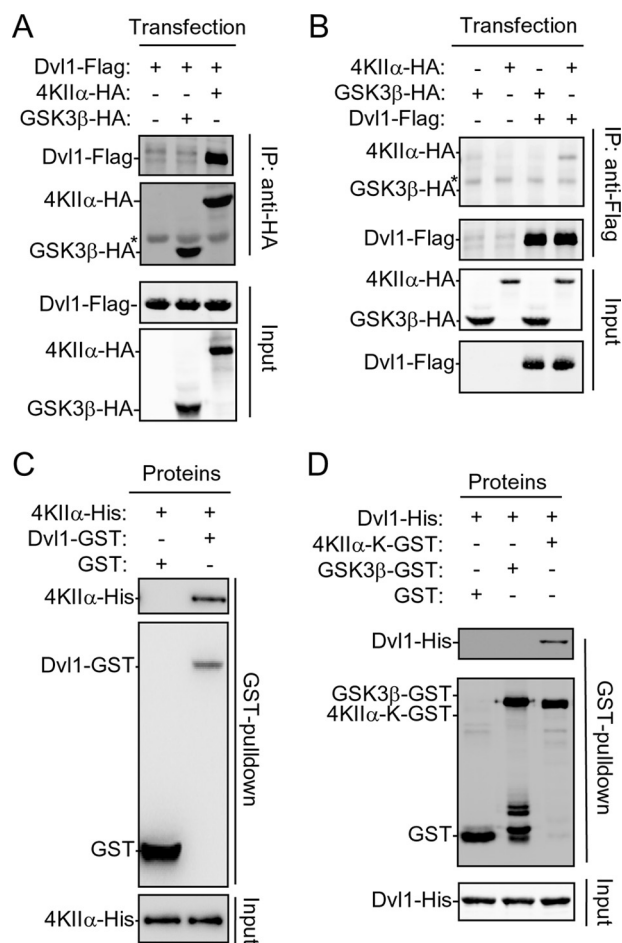 A
Transfection
Dvl1-Flag: + + +
4KIIα-HA: - - +
GSK3β-HA: - + -
Dvl1-Flag-
4KIIα-HA-
*
GSK3β-HA-
IP: anti-HA
Dvl1-Flag-
4KIIα-HA-
GSK3β-HA-
Input
B
Transfection
4KIIα-HA: - + - +
GSK3β-HA: + - + -
Dvl1-Flag: - - + +
4KIIα-HA-
*
GSK3β-HA-
Dvl1-Flag-
IP: anti-Flag
4KIIα-HA-
GSK3β-HA-
Dvl1-Flag-
Input
C
Proteins
4KIIα-His: + +
Dvl1-GST: - +
GST: + -
4KIIα-His-
Dvl1-GST-
GST-
GST-pulldown
4KIIα-His-
Input
D
Proteins
Dvl1-His: + + +
4KIIα-K-GST: - - +
GSK3β-GST: - + -
GST: + - -
Dvl1-His-
GSK3β-GST-
4KIIα-K-GST-
GST-
GST-pulldown
Dvl1-His-
Input